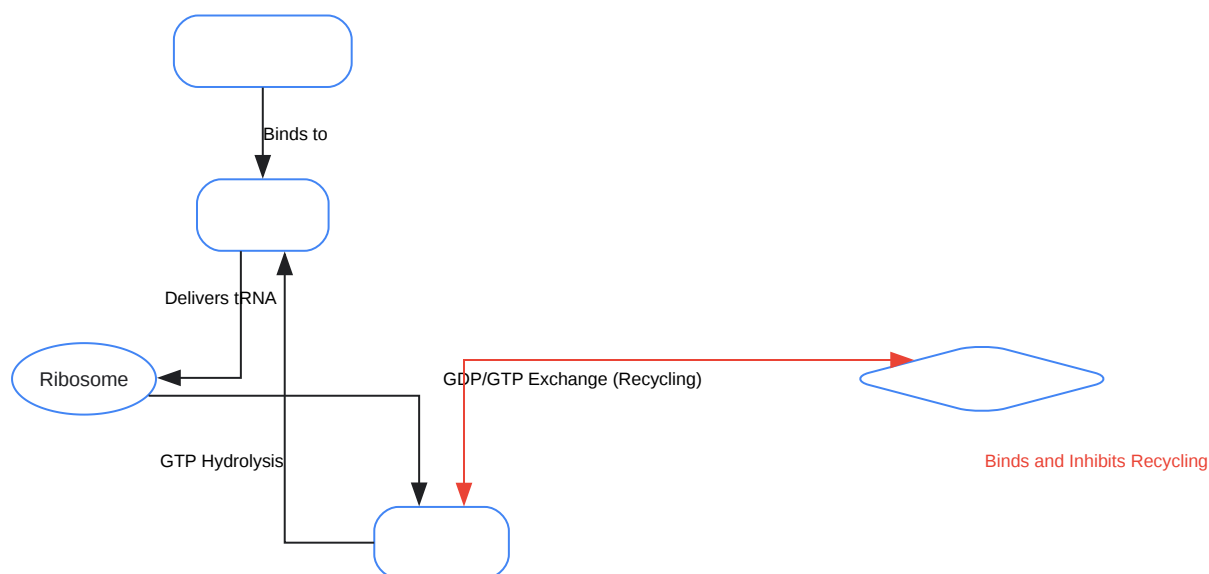 Binds to
Delivers tRNA
Ribosome
GDP/GTP Exchange (Recycling)
GTP Hydrolysis
Binds and Inhibits Recycling